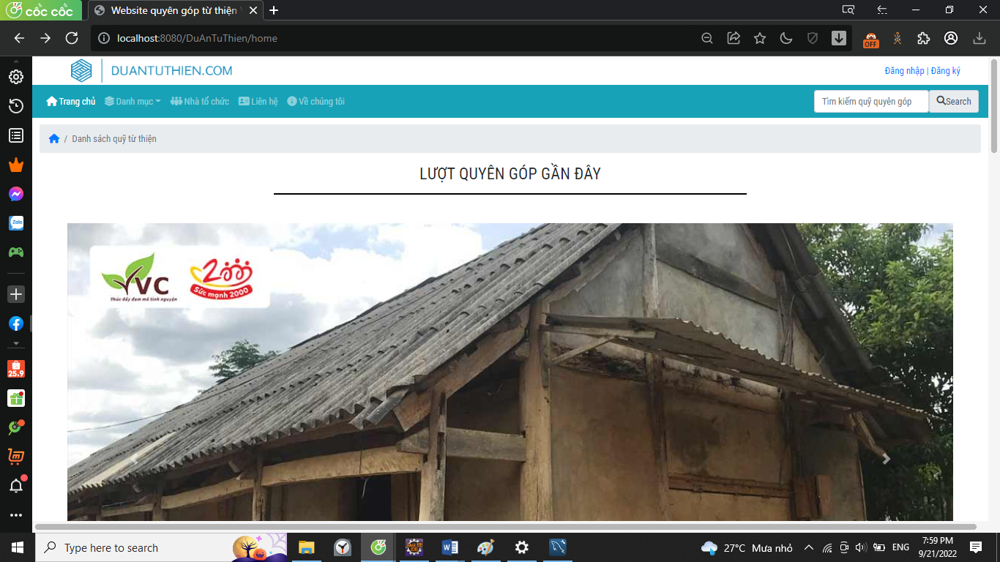 cốc cốc
Website quyên góp từ thiện
localhost:8080/DuAnTuThien/home
OFF
DUANTUTHIEN.COM
Đăng nhập | Đăng ký
Trang chủ Danh mục Nhà tổ chức Liên hệ Về chúng tôi
Tìm kiếm quỹ quyên góp Search
/ Danh sách quỹ từ thiện
LƯỢT QUYÊN GÓP GẦN ĐÂY
VVC
Thúc đẩy đam mê tình nguyện
2000
Sức mạnh 2000
Zalo
25.9
Type here to search
27°C Mưa nhỏ
ENG
7:59 PM
9/21/2022